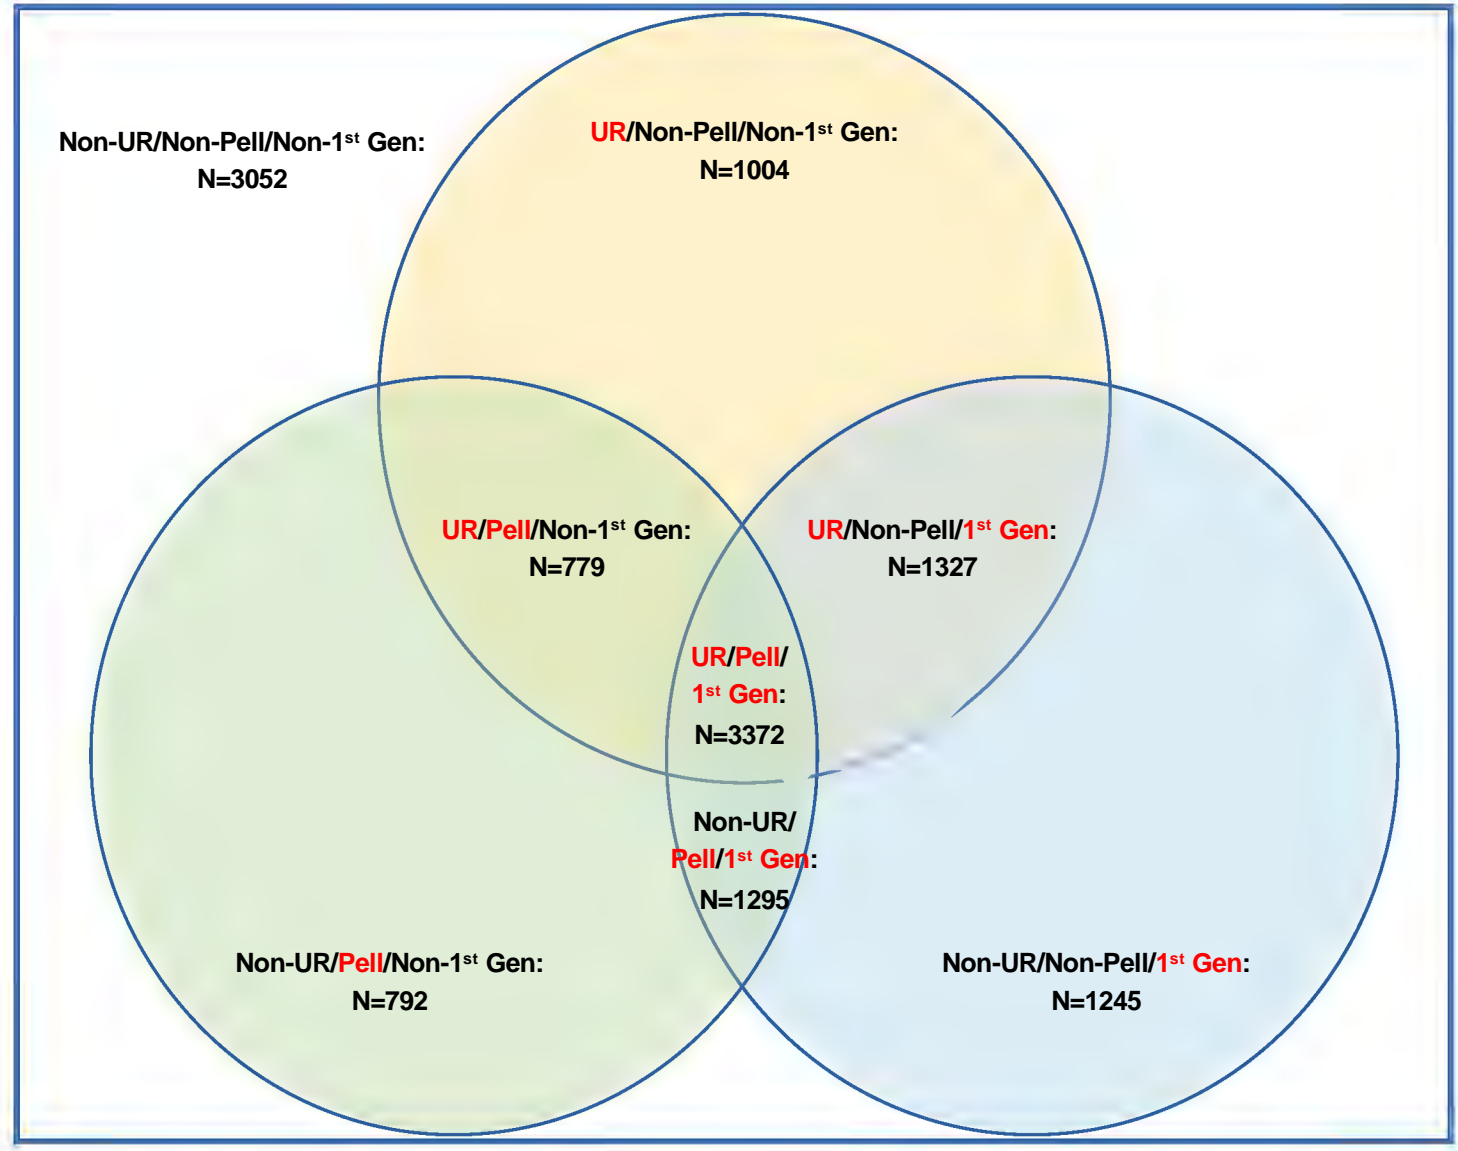 Non-UR/Non-Pell/Non-1st Gen:
N=3052
UR/Non-Pell/Non-1st Gen:
N=1004
UR/Pell/Non-1st Gen:
N=779
UR/Non-Pell/1st Gen:
N=1327
UR/Pell/
1st Gen:
N=3372
Non-UR/
Pell/1st Gen:
N=1295
Non-UR/Pell/Non-1st Gen:
N=792
Non-UR/Non-Pell/1st Gen:
N=1245